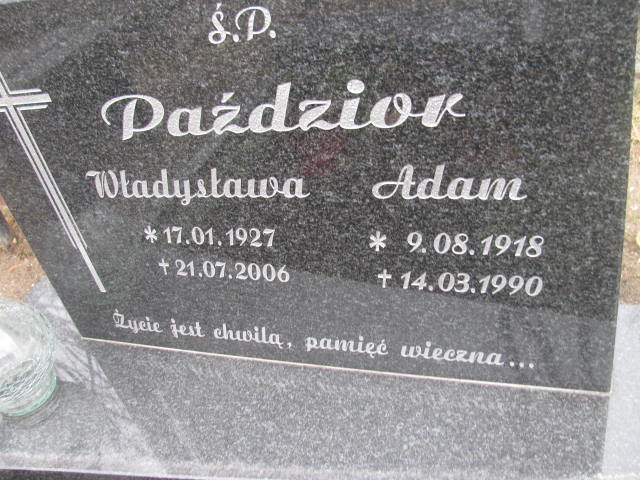 Ś.P.
Paździor
Władysława Adam
*17.01.1927 * 9.08.1918
†21.07.2006 †14.03.1990
Życie jest chwilą, pamięć wieczna...